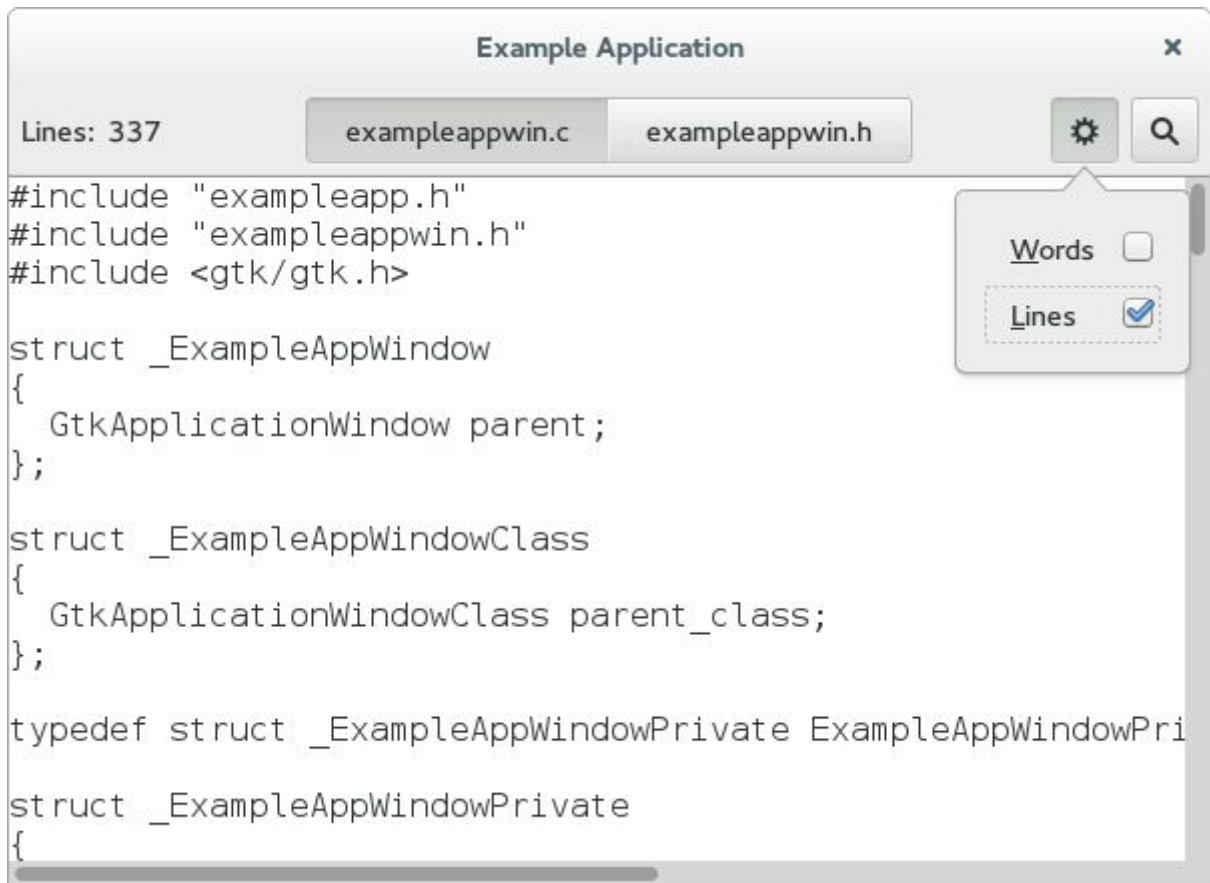 Example Application
Lines: 337
exampleappwin.c
exampleappwin.h
Words
Lines
#include "exampleapp.h"
#include "exampleappwin.h"
#include <gtk/gtk.h>
struct _ExampleAppWindow
{
  GtkApplicationWindow parent;
};
struct _ExampleAppWindowClass
{
  GtkApplicationWindowClass parent_class;
};
typedef struct _ExampleAppWindowPrivate ExampleAppWindowPri
struct _ExampleAppWindowPrivate
{